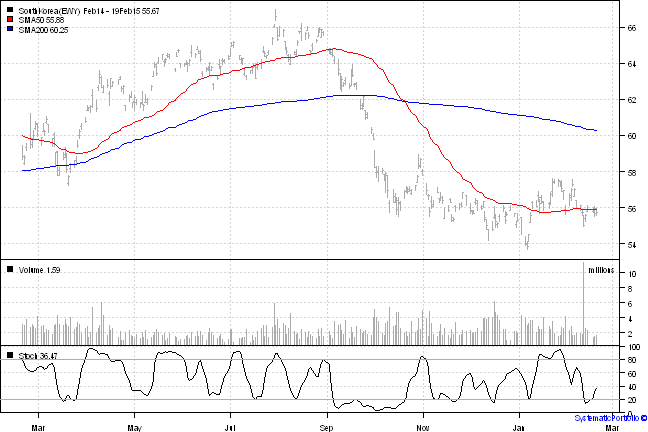 SouthKorea(EWY) Feb14 - 19Feb15 55.67
SMA50 55.88
SMA200 60.25
66
64
62
60
58
56
54
Volume 1.59
millions
10
8
6
4
2
Stoch 36.47
100
80
60
40
20
0
Mar
May
Jul
Sep
Nov
Jan
Mar
SystematicPortfolio ©